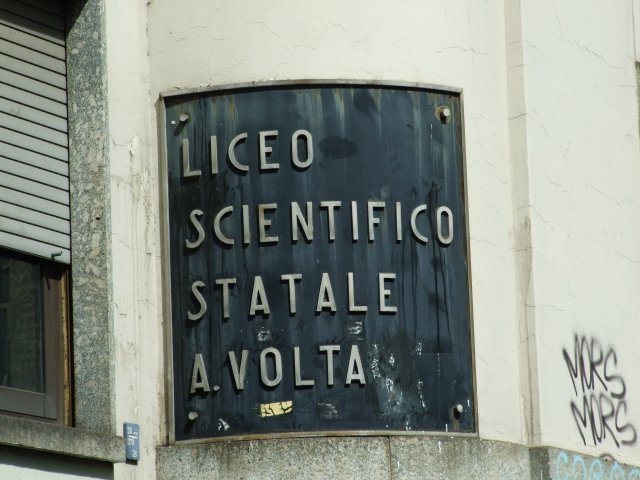 LICEO
SCIENTIFICO
STATALE
A. VOLTA
MORS
MORS